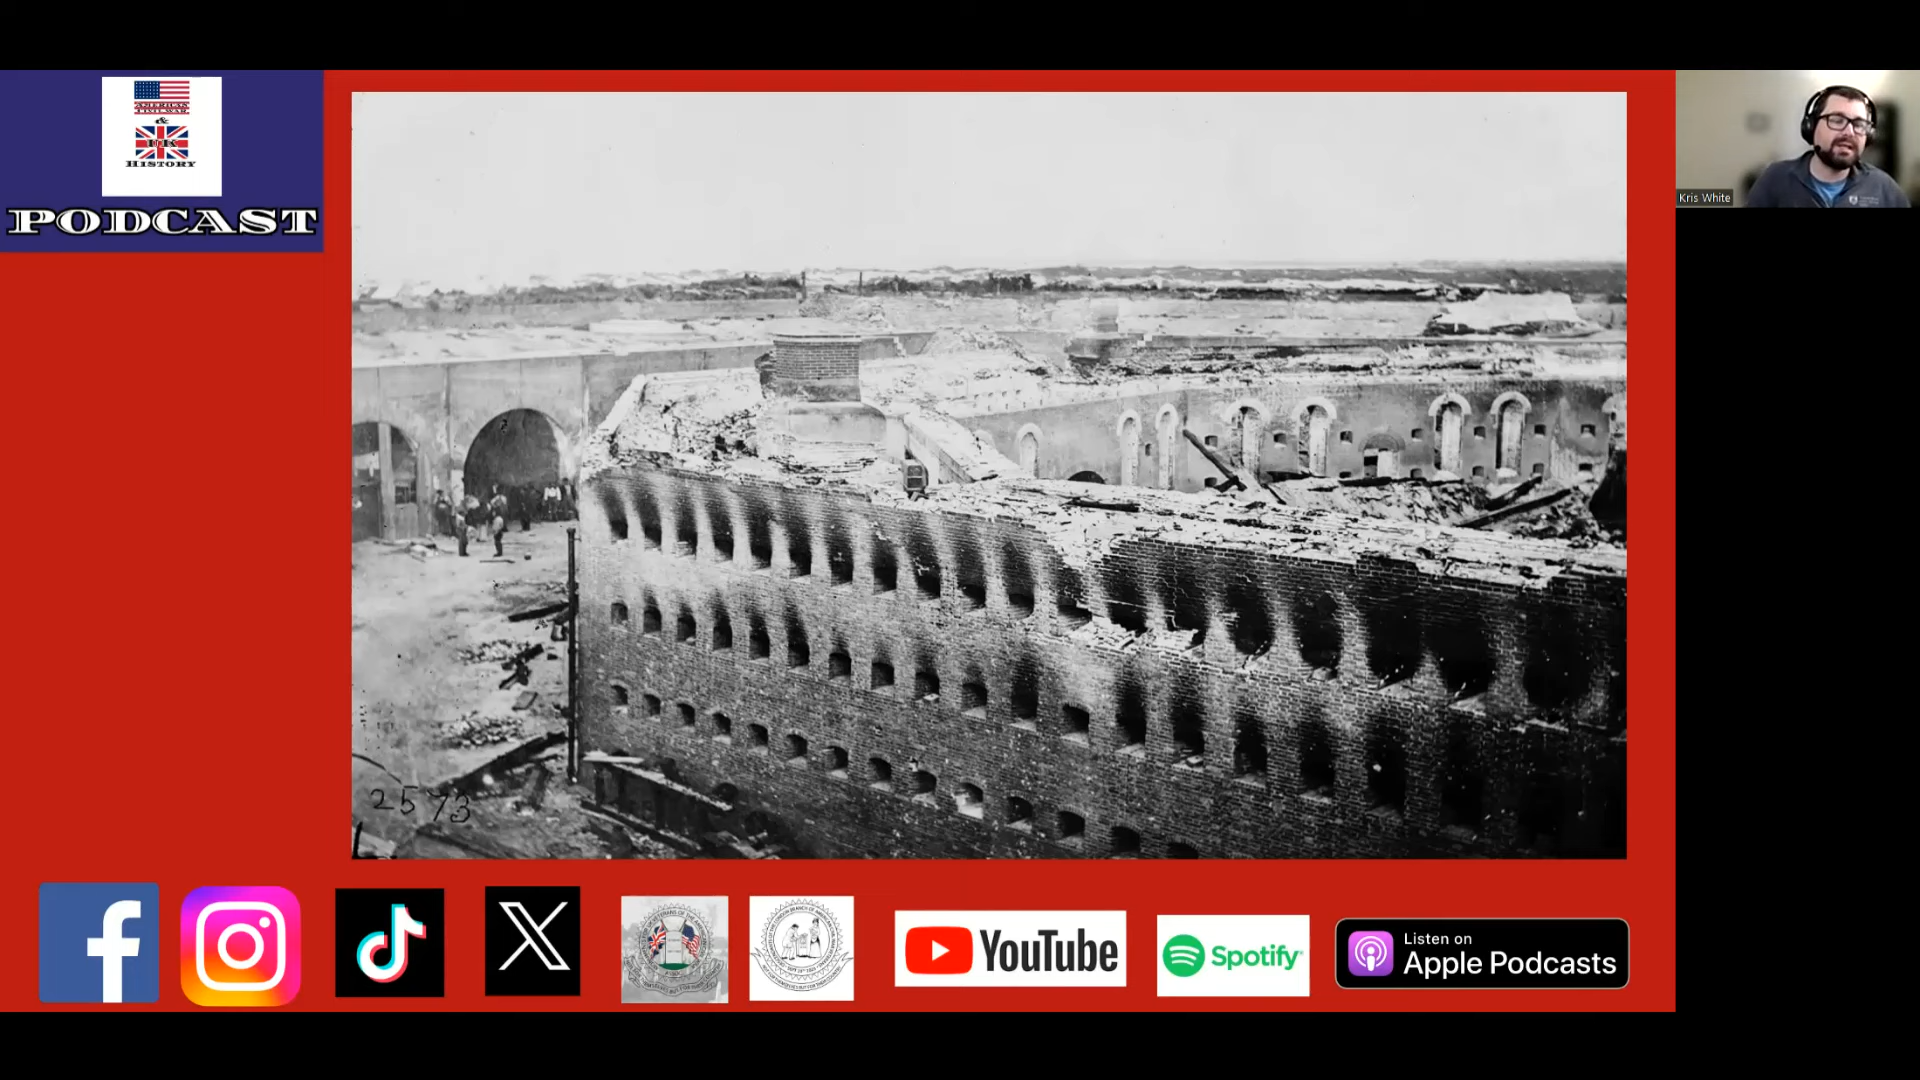 AMERICAN
CIVIL WAR
&
UK
HISTORY
PODCAST
Kris White
2573
YouTube
Spotify
Listen on
Apple Podcasts